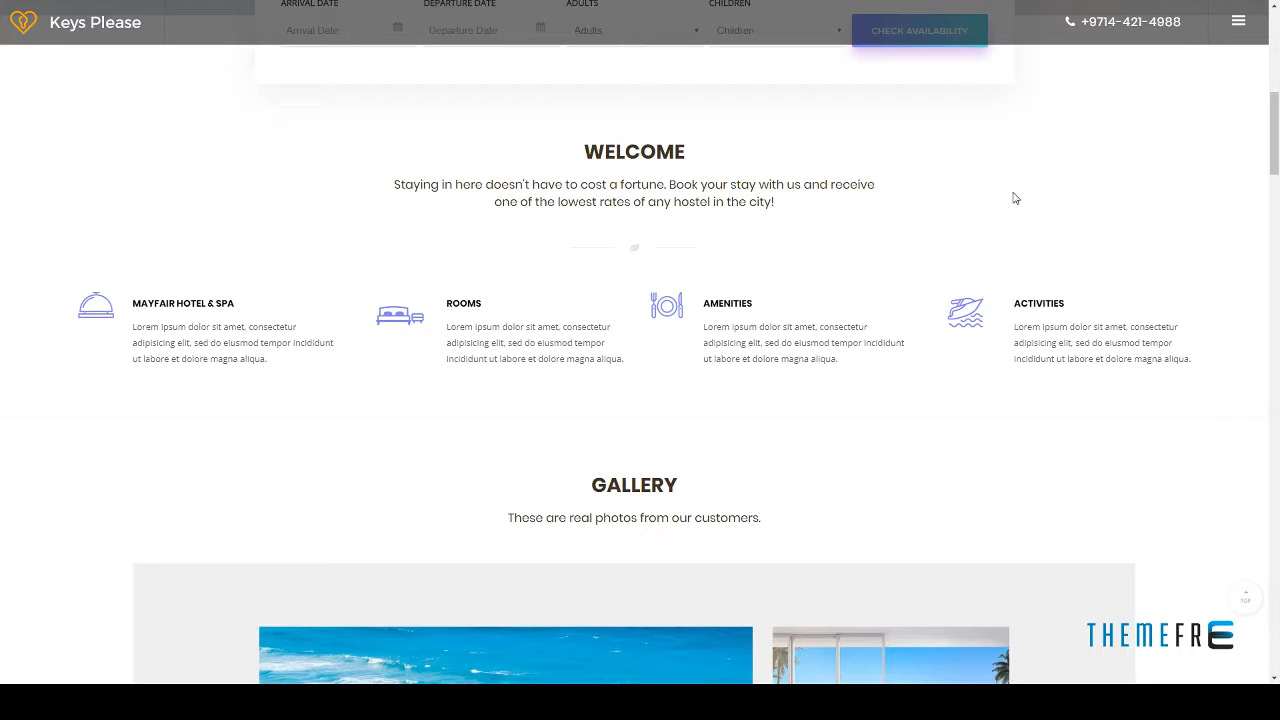 Keys Please
+9714-421-4988
ARRIVAL DATE
DEPARTURE DATE
ADULTS
CHILDREN
Arrival Date
Departure Date
Adults
Children
CHECK AVAILABILITY
WELCOME
Staying in here doesn't have to cost a fortune. Book your stay with us and receive
one of the lowest rates of any hostel in the city!
MAYFAIR HOTEL & SPA
Lorem ipsum dolor sit amet, consectetur
adipisicing elit, sed do eiusmod tempor incididunt
ut labore et dolore magna aliqua.
ROOMS
Lorem ipsum dolor sit amet, consectetur
adipisicing elit, sed do eiusmod tempor
incididunt ut labore et dolore magna aliqua.
AMENITIES
Lorem ipsum dolor sit amet, consectetur
adipisicing elit, sed do eiusmod tempor incididunt
ut labore et dolore magna aliqua.
ACTIVITIES
Lorem ipsum dolor sit amet, consectetur
adipisicing elit, sed do eiusmod tempor
incididunt ut labore et dolore magna aliqua.
GALLERY
These are real photos from our customers.
TOP
THEMEFRE